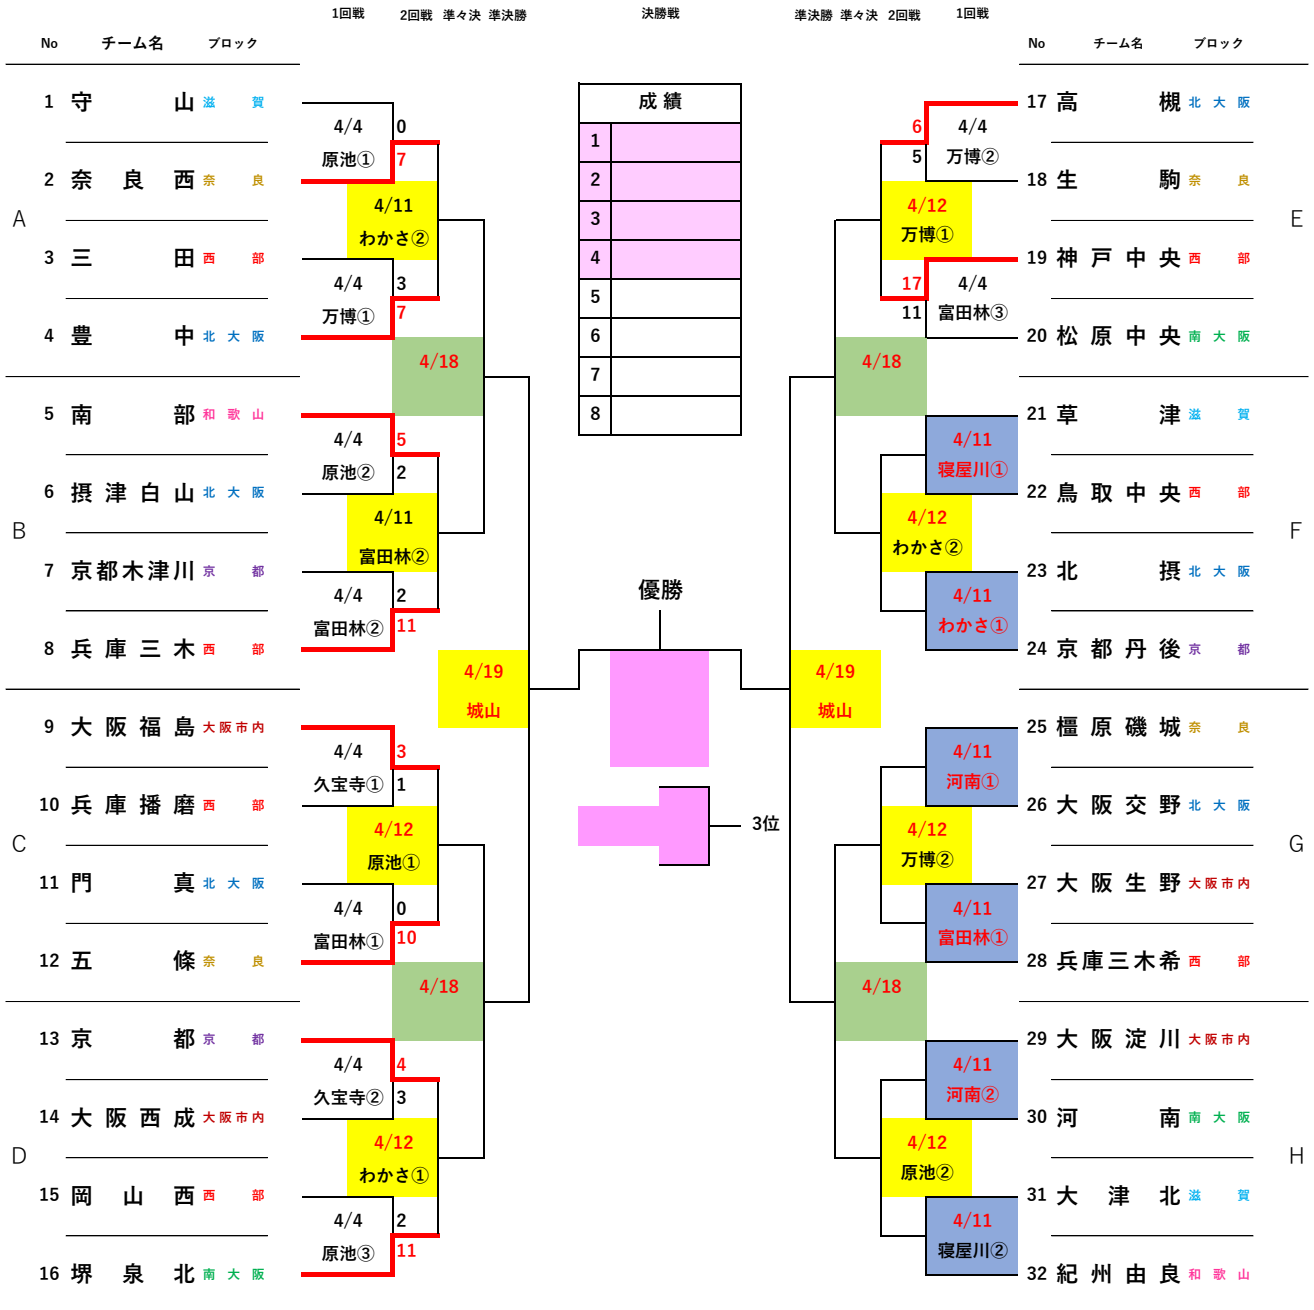 1回戦 2回戦 準々決 準決勝 決勝戦 準決勝 準々決 2回戦 1回戦
No チーム名 ブロック No チーム名 ブロック
成績
1
2
3
4
5
6
7
8
A
1 守山 滋賀
4/4 0
原池① 7
2 奈良西 奈良
4/11
わかさ②
3 三田 西部
4/4 3
万博① 7
4 豊中 北大阪
4/18
B
5 南部 和歌山
4/4 5
原池② 2
6 摂津白山 北大阪
4/11
富田林②
7 京都木津川 京都
4/4 2
富田林② 11
8 兵庫三木 西部
4/19
城山
C
9 大阪福島 大阪市内
4/4 3
久宝寺① 1
10 兵庫播磨 西部
4/12
原池①
11 門真 北大阪
4/4 0
富田林① 10
12 五條 奈良
4/18
D
13 京都 京都
4/4 4
久宝寺② 3
14 大阪西成 大阪市内
4/12
わかさ①
15 岡山西 西部
4/4 2
原池③ 11
16 堺泉北 南大阪
優勝
3位
E
17 高槻 北大阪
6 4/4
5 万博②
18 生駒 奈良
4/12
万博①
19 神戸中央 西部
17 4/4
11 富田林③
20 松原中央 南大阪
4/18
F
21 草津 滋賀
4/11
寝屋川①
22 鳥取中央 西部
4/12
わかさ②
23 北摂 北大阪
4/11
わかさ①
24 京都丹後 京都
4/19
城山
G
25 橿原磯城 奈良
4/11
河南①
26 大阪交野 北大阪
4/12
万博②
27 大阪生野 大阪市内
4/11
富田林①
28 兵庫三木希 西部
4/18
H
29 大阪淀川 大阪市内
4/11
河南②
30 河南 南大阪
4/12
原池②
31 大津北 滋賀
4/11
寝屋川②
32 紀州由良 和歌山